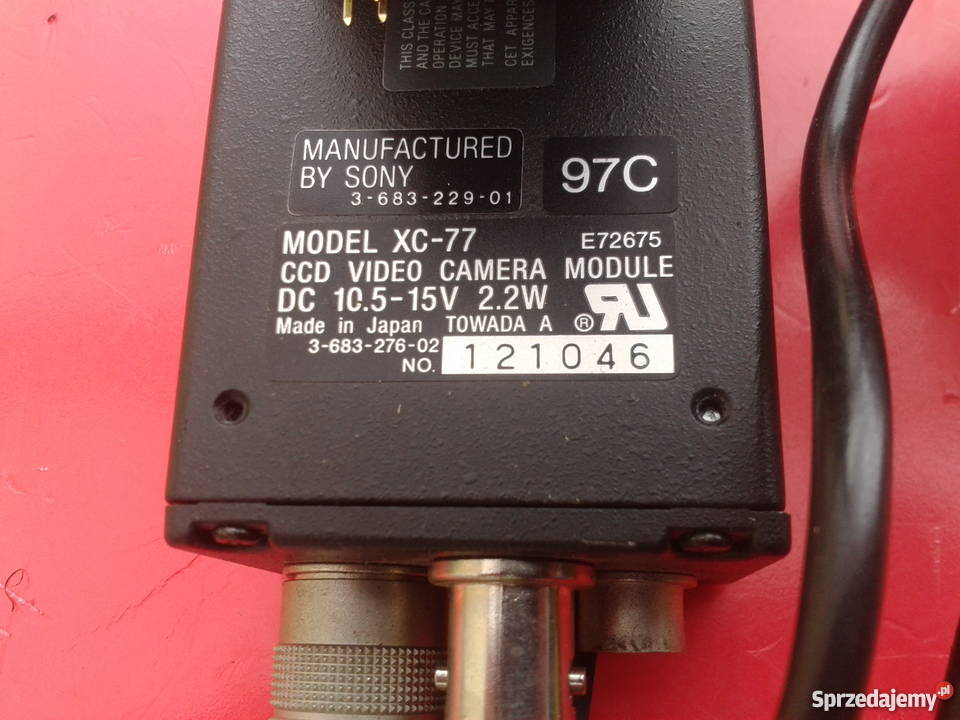 THIS CLASS
AND THE CA
OPERATION
DEVICE MAY
MUST ACCE
THAT MAY
CET APPAR
EXIGENCES
MANUFACTURED
BY SONY
3-683-229-01
97C
MODEL XC-77 E72675
CCD VIDEO CAMERA MODULE
DC 10.5-15V 2.2W
Made in Japan TOWADA A ® RU
3-683-276-02
NO. 121046
Sprzedajemy.pl